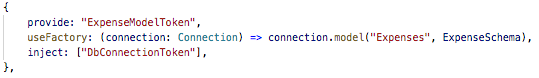 {
provide: "ExpenseModelToken",
useFactory: (connection: Connection) => connection.model("Expenses", ExpenseSchema),
inject: ["DbConnectionToken"],
},